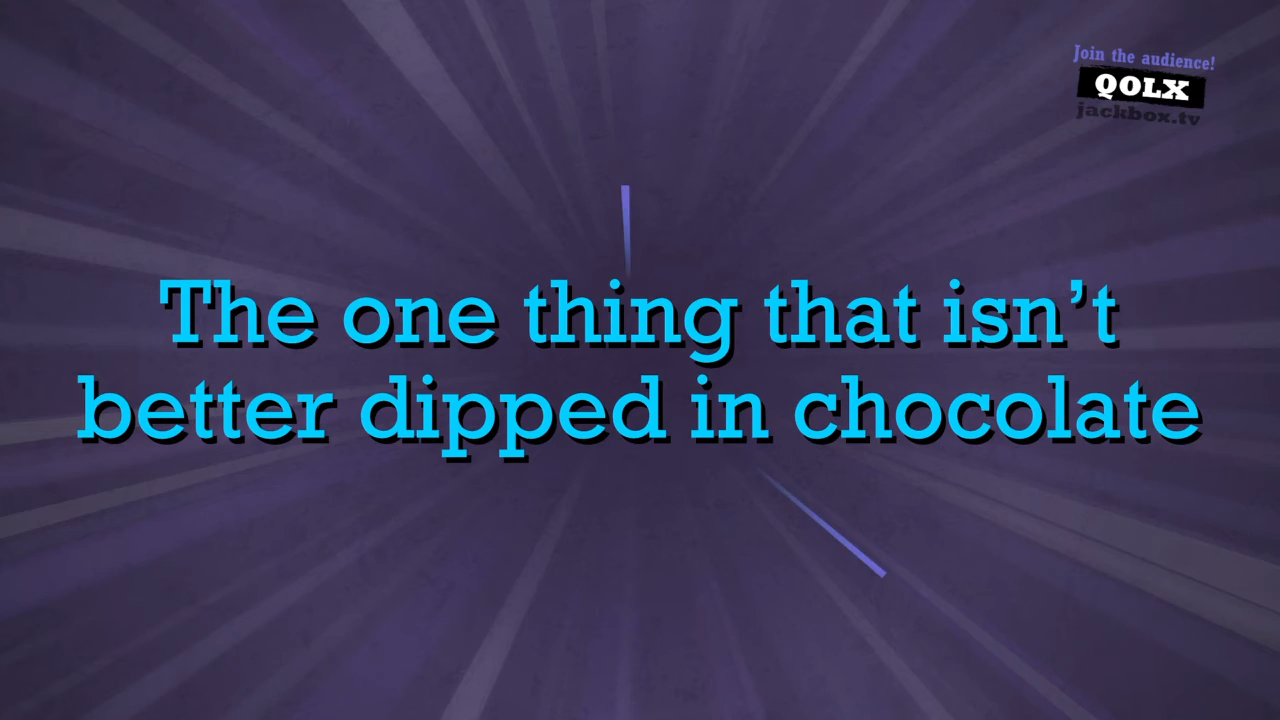 Join the audience!
QOLX
jackbox.tv
The one thing that isn’t
better dipped in chocolate